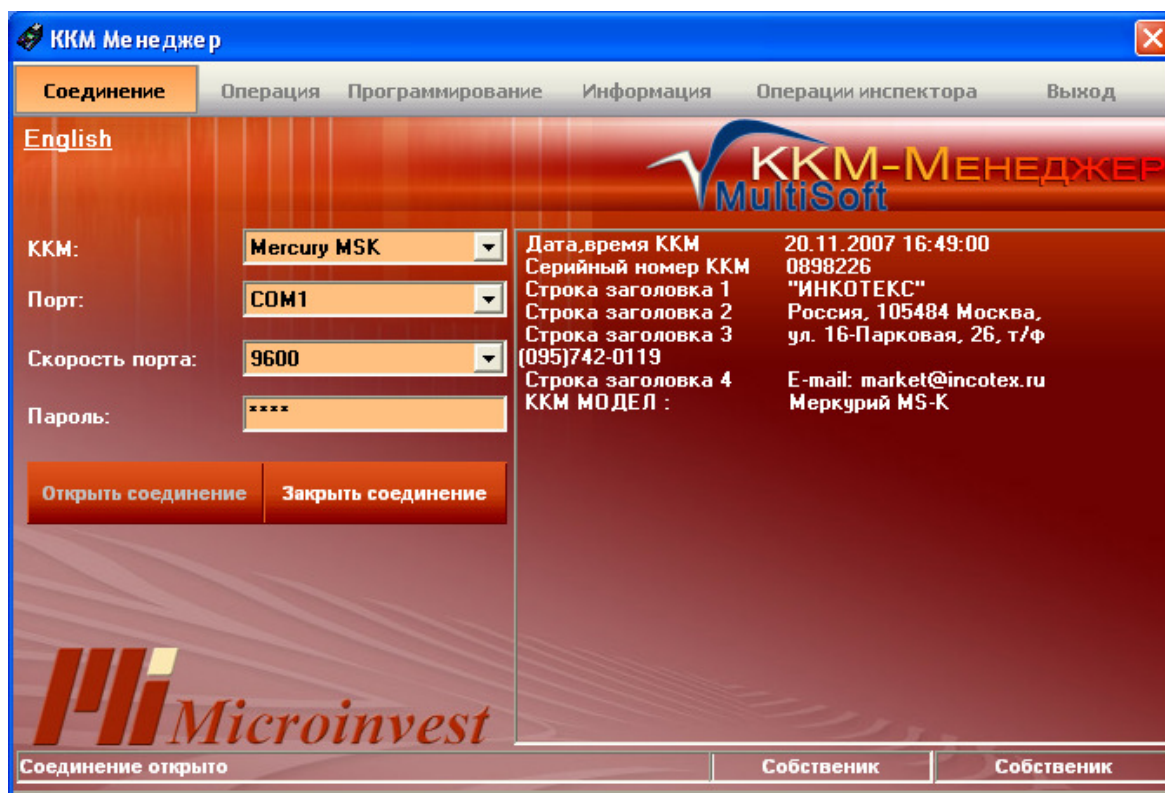 ККМ Менеджер
Соединение Операция Программирование Информация Операции инспектора Выход
English
ККМ-МЕНЕДЖЕР
MultiSoft
ККМ: Mercury MSK
Порт: COM1
Скорость порта: 9600
Пароль: ****
Открыть соединение Закрыть соединение
Дата,время ККМ 20.11.2007 16:49:00
Серийный номер ККМ 0898226
Строка заголовка 1 "ИНКОТЕКС"
Строка заголовка 2 Россия, 105484 Москва,
Строка заголовка 3 ул. 16-Парковая, 26, т/ф
(095)742-0119
Строка заголовка 4 E-mail: market@incotex.ru
ККМ МОДЕЛ : Меркурий MS-K
Microinvest
Соединение открыто Собственик Собственик